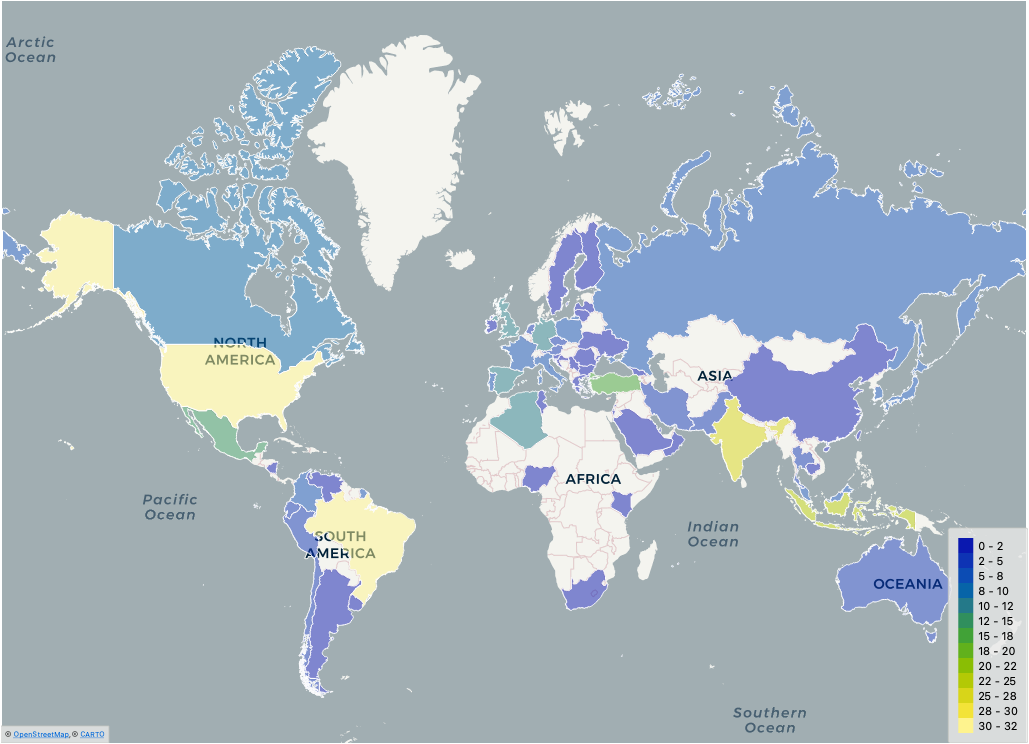 Arctic
Ocean
NORTH
AMERICA
ASIA
AFRICA
Pacific
Ocean
Indian
Ocean
SOUTH
AMERICA
OCEANIA
Southern
Ocean
0 - 2
2 - 5
5 - 8
8 - 10
10 - 12
12 - 15
15 - 18
18 - 20
20 - 22
22 - 25
25 - 28
28 - 30
30 - 32
© OpenStreetMap, © CARTO